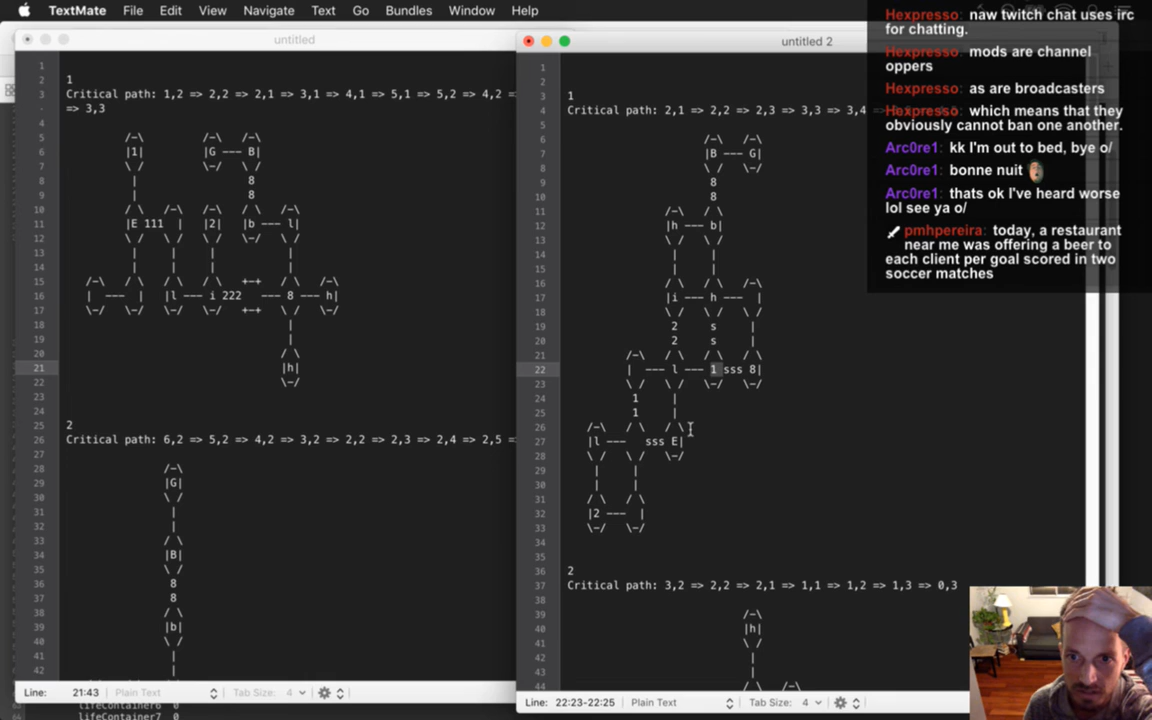 TextMate File Edit View Navigate Text Go Bundles Window Help
untitled
1
Critical path: 1,2 => 2,2 => 2,1 => 3,1 => 4,1 => 5,1 => 5,2 => 4,2 =>
=> 3,3
/-\ /-\ /-\
|1| |G --- B|
\ / \-/ \ /
| 8
| 8
/ \ /-\ /-\ / \ /-\
|E 111 | |2| |b --- l|
\ / \ / \ / \-/ \ /
| | | |
| | | |
/-\ / \ / \ / \ +-+ / \ /-\
| --- | |l --- i 222 --- 8 --- h|
\-/ \-/ \-/ \-/ +-+ \ / \-/
|
|
/ \
|h|
\-/
2
Critical path: 6,2 => 5,2 => 4,2 => 3,2 => 2,2 => 2,3 => 2,4 => 2,5 =
/-\
|G|
\ /
|
|
/ \
|B|
\ /
8
8
/ \
|b|
\ /
|
Line: 21:43 Plain Text Tab Size: 4
lifeContainer7 0
untitled 2
1
Critical path: 2,1 => 2,2 => 2,3 => 3,3 => 3,4
/-\ /-\
|B --- G|
\ / \-/
8
8
/-\ / \
|h --- b|
\ / \ /
| |
| |
/ \ / \ /-\
|i --- h --- |
\ / \ / \ /
2 s |
2 s |
/-\ / \ / \ / \
| --- l --- 1 sss 8|
\ / \ / \-/ \-/
1 |
1 |
/-\ / \ / \
|l --- sss E|
\ / \ / \-/
| |
| |
/ \ / \
|2 --- |
\-/ \-/
2
Critical path: 3,2 => 2,2 => 2,1 => 1,1 => 1,2 => 1,3 => 0,3
/-\
|h|
\ /
|
/ \ /-\
Line: 22:23-22:25 Plain Text Tab Size: 4
Hexpresso: naw twitch chat uses irc
for chatting.
Hexpresso: mods are channel
oppers
Hexpresso: as are broadcasters
Hexpresso: which means that they
obviously cannot ban one another.
Arc0re1: kk I'm out to bed, bye o/
Arc0re1: bonne nuit
Arc0re1: thats ok I've heard worse
lol see ya o/
pmhpereira: today, a restaurant
near me was offering a beer to
each client per goal scored in two
soccer matches